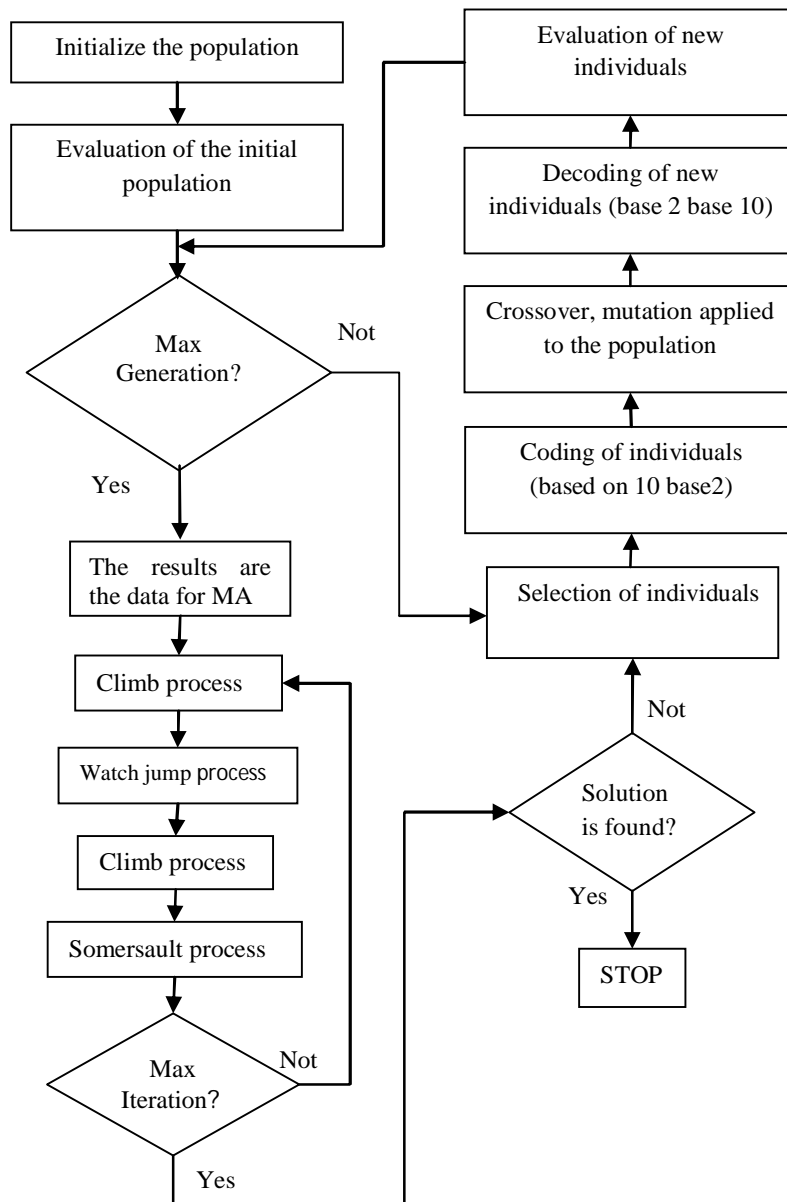 Initialize the population
Evaluation of the initial
population
Max
Generation?
Not
Yes
The results are
the data for MA
Climb process
Watch jump process
Climb process
Somersault process
Max
Iteration?
Not
Yes
Evaluation of new
individuals
Decoding of new
individuals (base 2 base 10)
Crossover, mutation applied
to the population
Coding of individuals
(based on 10 base2)
Selection of individuals
Not
Solution
is found?
Yes
STOP